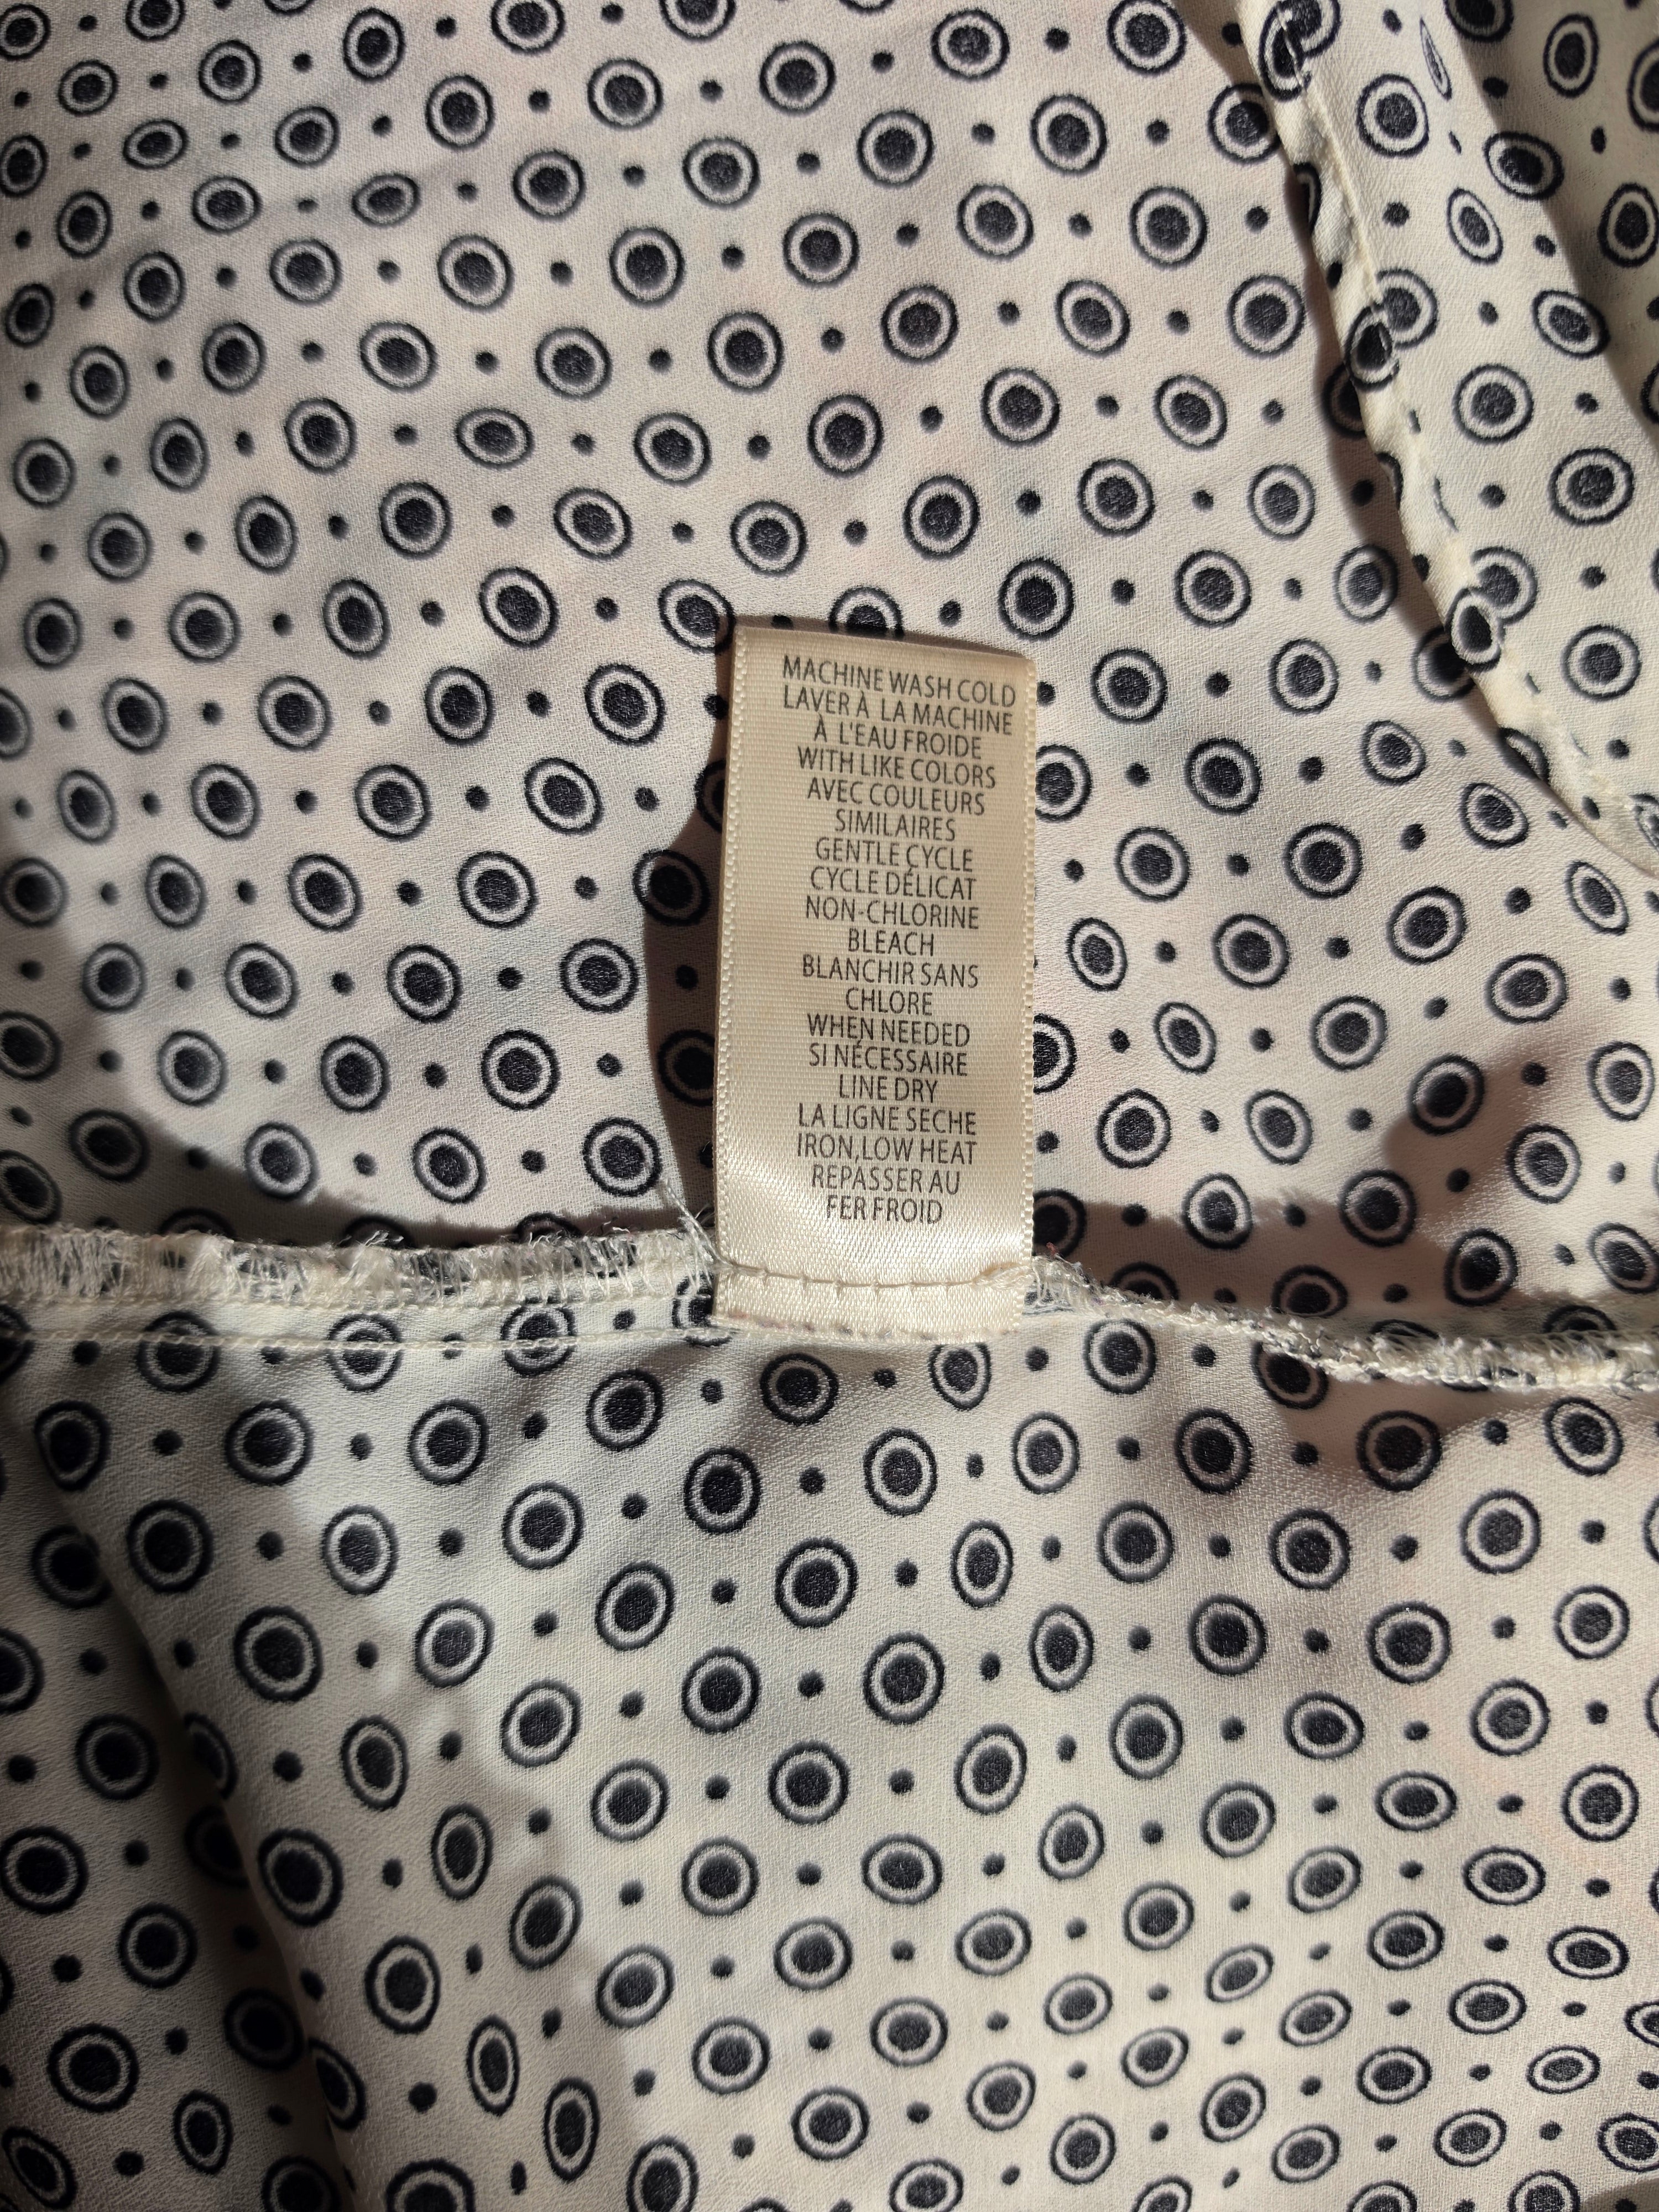 MACHINE WASH COLD
LAVER À LA MACHINE
À L'EAU FROIDE
WITH LIKE COLORS
AVEC COULEURS
SIMILAIRES
GENTLE CYCLE
CYCLE DÉLICAT
NON-CHLORINE
BLEACH
BLANCHIR SANS
CHLORE
WHEN NEEDED
SI NÉCESSAIRE
LINE DRY
LA LIGNE SECHE
IRON,LOW HEAT
REPASSER AU
FER FROID